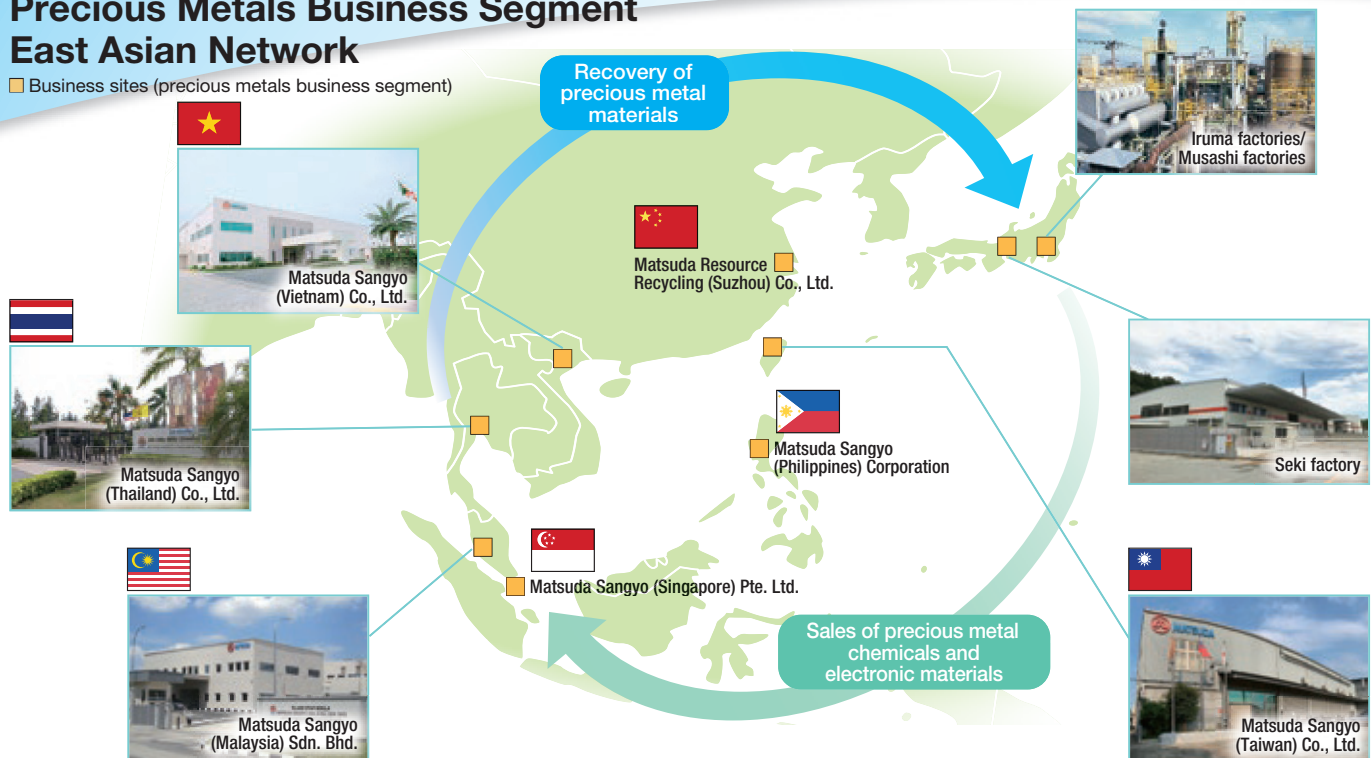 Precious Metals Business Segment
East Asian Network
Business sites (precious metals business segment)
Recovery of
precious metal
materials
Iruma factories/
Musashi factories
Matsuda Sangyo
(Vietnam) Co., Ltd.
Matsuda Resource
Recycling (Suzhou) Co., Ltd.
Matsuda Sangyo
(Thailand) Co., Ltd.
Matsuda Sangyo
(Philippines) Corporation
Seki factory
Matsuda Sangyo (Singapore) Pte. Ltd.
Sales of precious metal
chemicals and
electronic materials
Matsuda Sangyo
(Malaysia) Sdn. Bhd.
MATSUDA
Matsuda Sangyo
(Taiwan) Co., Ltd.